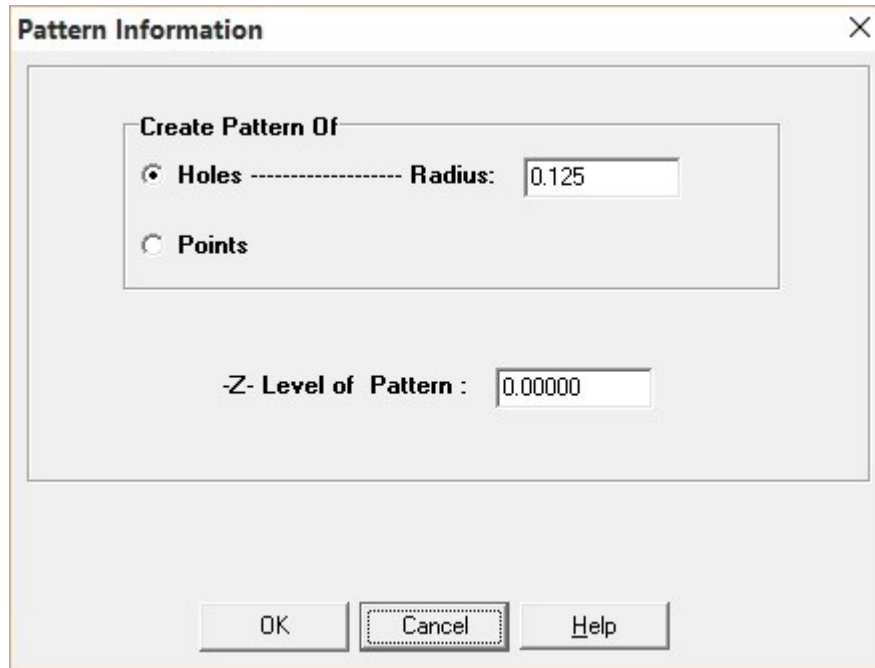 Pattern Information
Create Pattern Of
Holes ------------------- Radius: 0.125
Points
-Z- Level of Pattern : 0.00000
OK Cancel Help